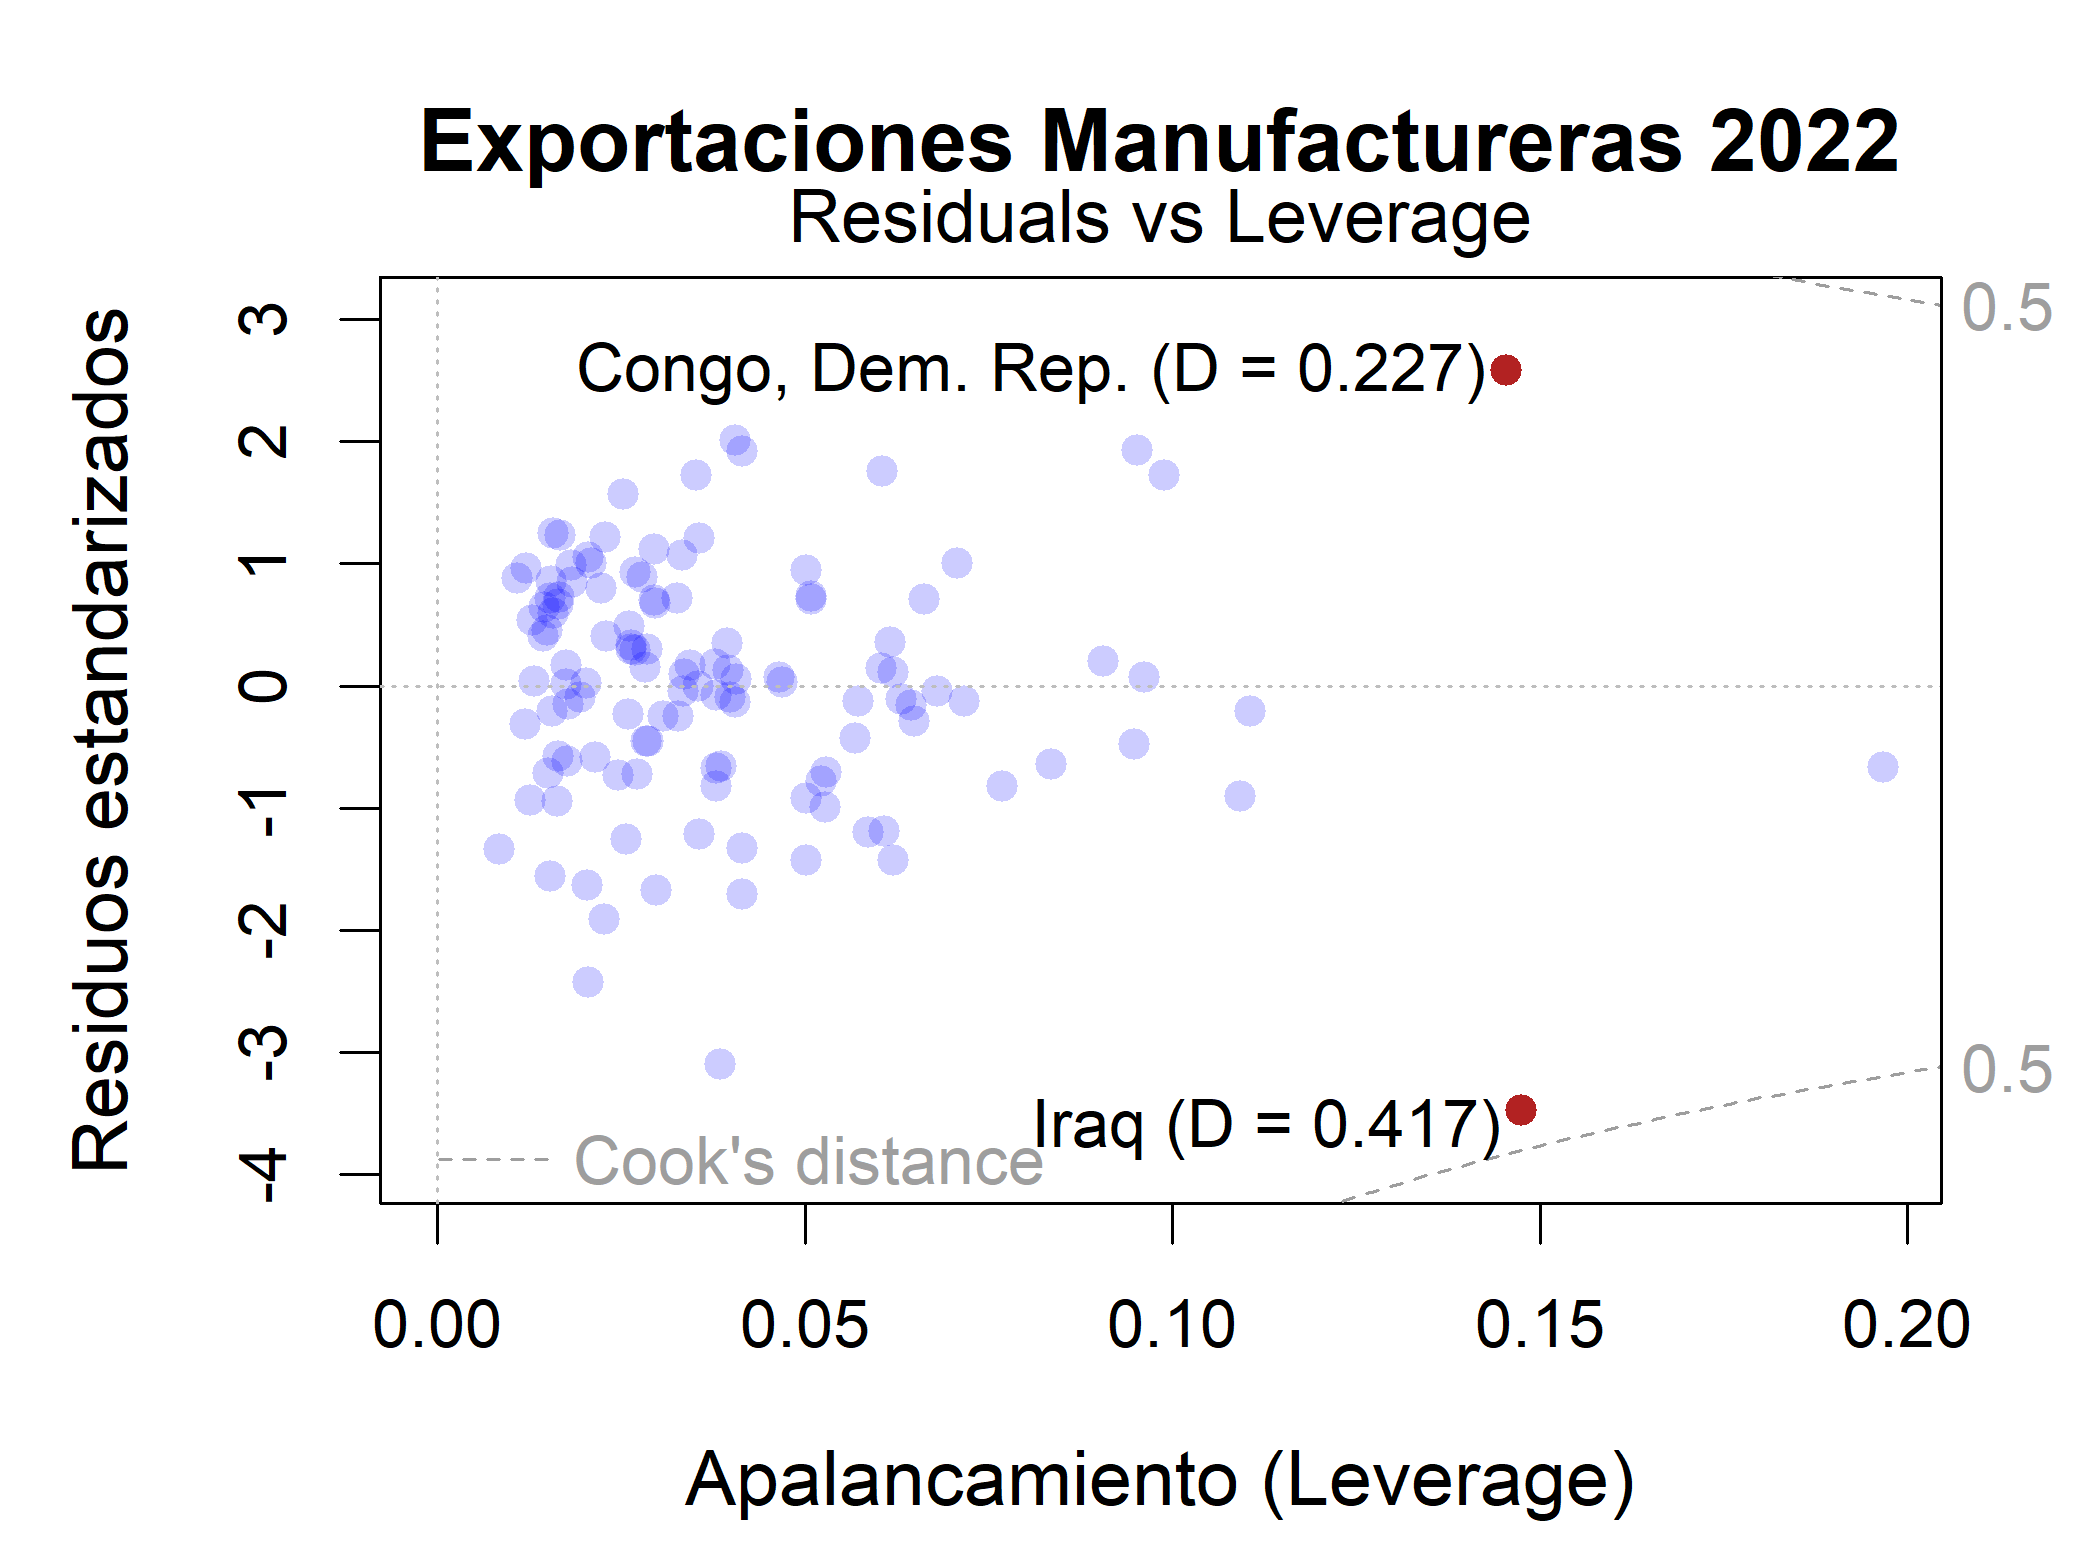 Exportaciones Manufactureras 2022
Residuals vs Leverage
Residuos estandarizados
3
2
1
0
-1
-2
-3
-4
0.5
Congo, Dem. Rep. (D = 0.227)
0.5
Iraq (D = 0.417)
Cook's distance
0.00 0.05 0.10 0.15 0.20
Apalancamiento (Leverage)